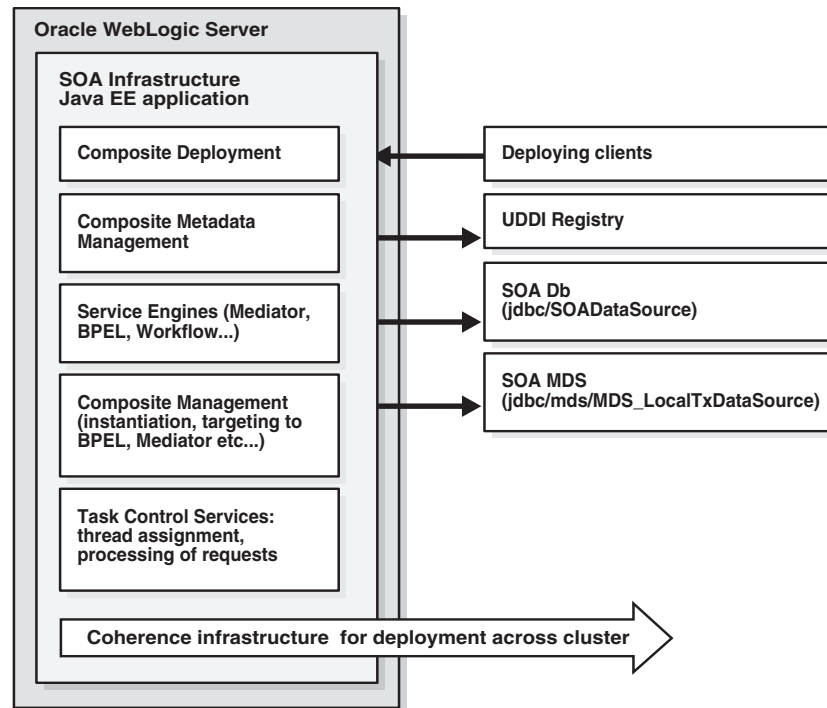 Oracle WebLogic Server
SOA Infrastructure
Java EE application
Composite Deployment
Deploying clients
Composite Metadata
Management
UDDI Registry
Service Engines (Mediator,
BPEL, Workflow...)
SOA Db
(jdbc/SOADataSource)
Composite Management
(instantiation, targeting to
BPEL, Mediator etc...)
SOA MDS
(jdbc/mds/MDS_LocalTxDataSource)
Task Control Services:
thread assignment,
processing of requests
Coherence infrastructure for deployment across cluster